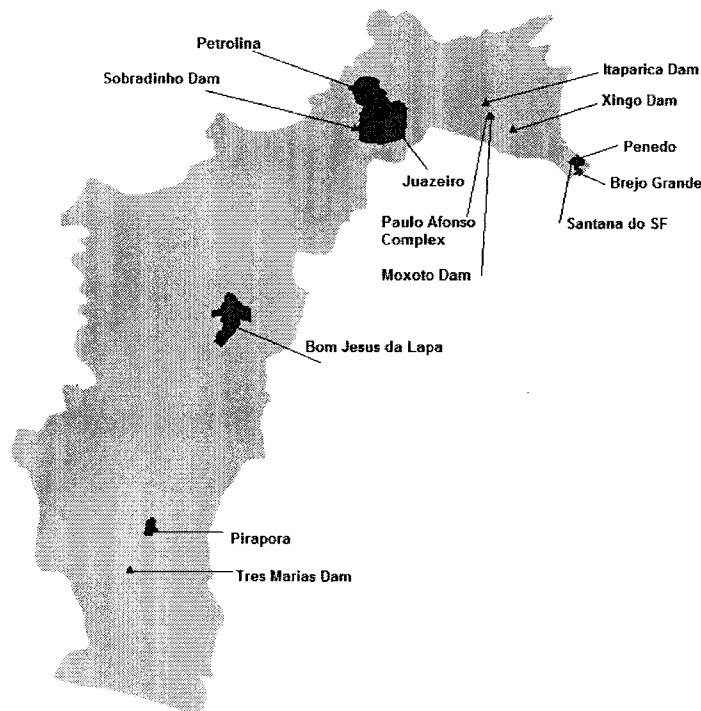 Petrolina
Itaparica Dam
Sobradinho Dam
Xingo Dam
Penedo
Juazeiro
Brejo Grande
Paulo Afonso
Complex
Santana do SF
Moxoto Dam
Bom Jesus da Lapa
Pirapora
Tres Marias Dam